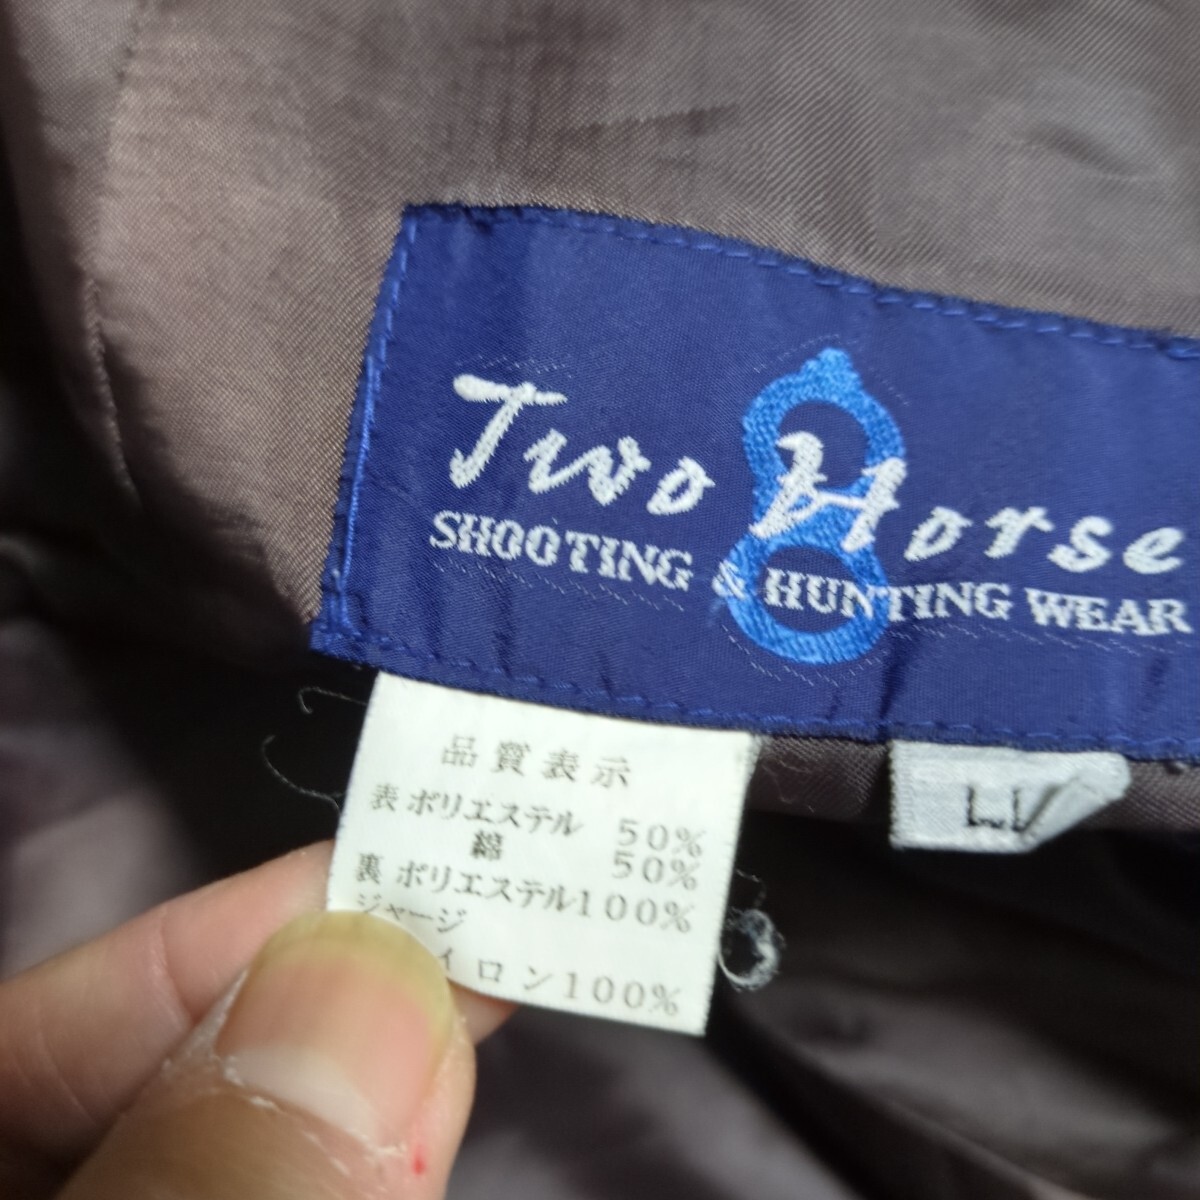 Two Horse
SHOOTING & HUNTING WEAR
品質表示
表 ポリエステル 50%
綿 50%
裏 ポリエステル100%
ジャージ
イロン100%
LL